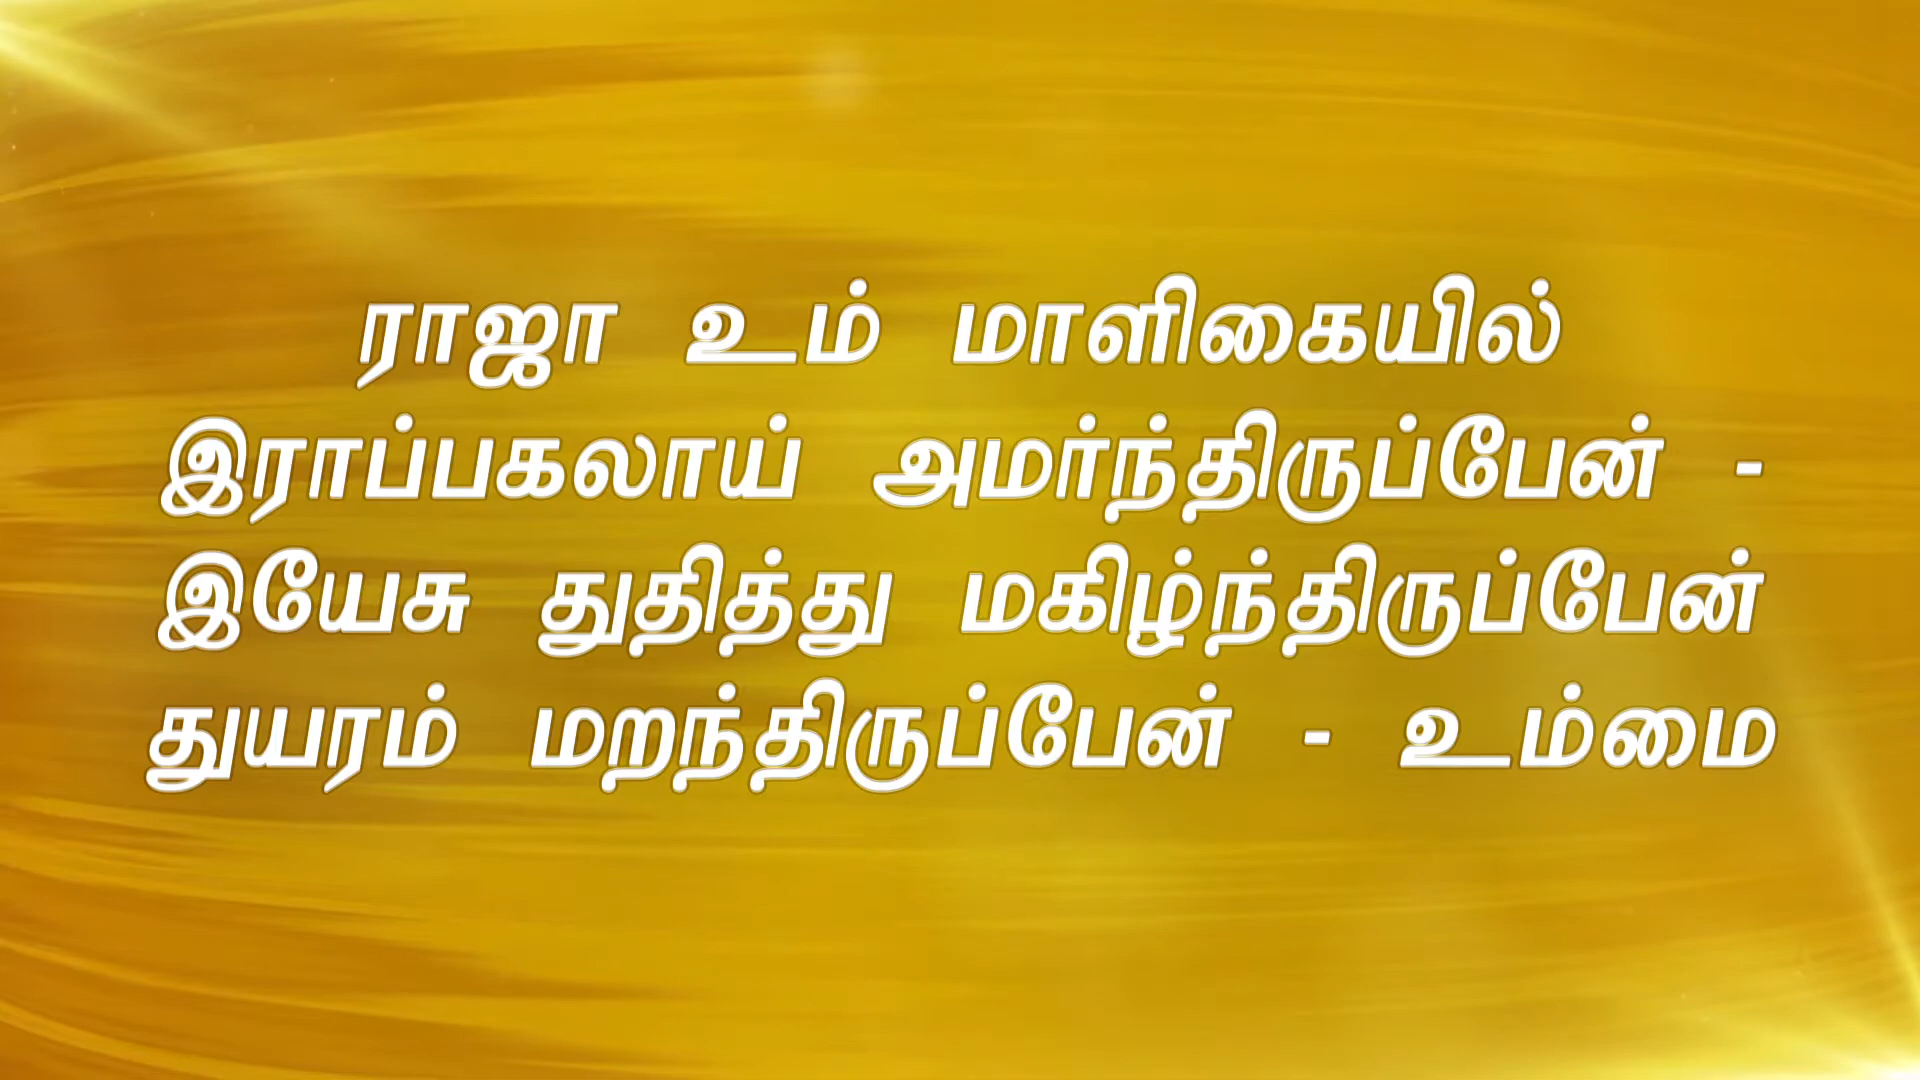 ராஜா உம் மாளிகையில்
இராப்பகலாய் அமர்ந்திருப்பேன் -
இயேசு துதித்து மகிழ்ந்திருப்பேன்
துயரம் மறந்திருப்பேன் - உம்மை